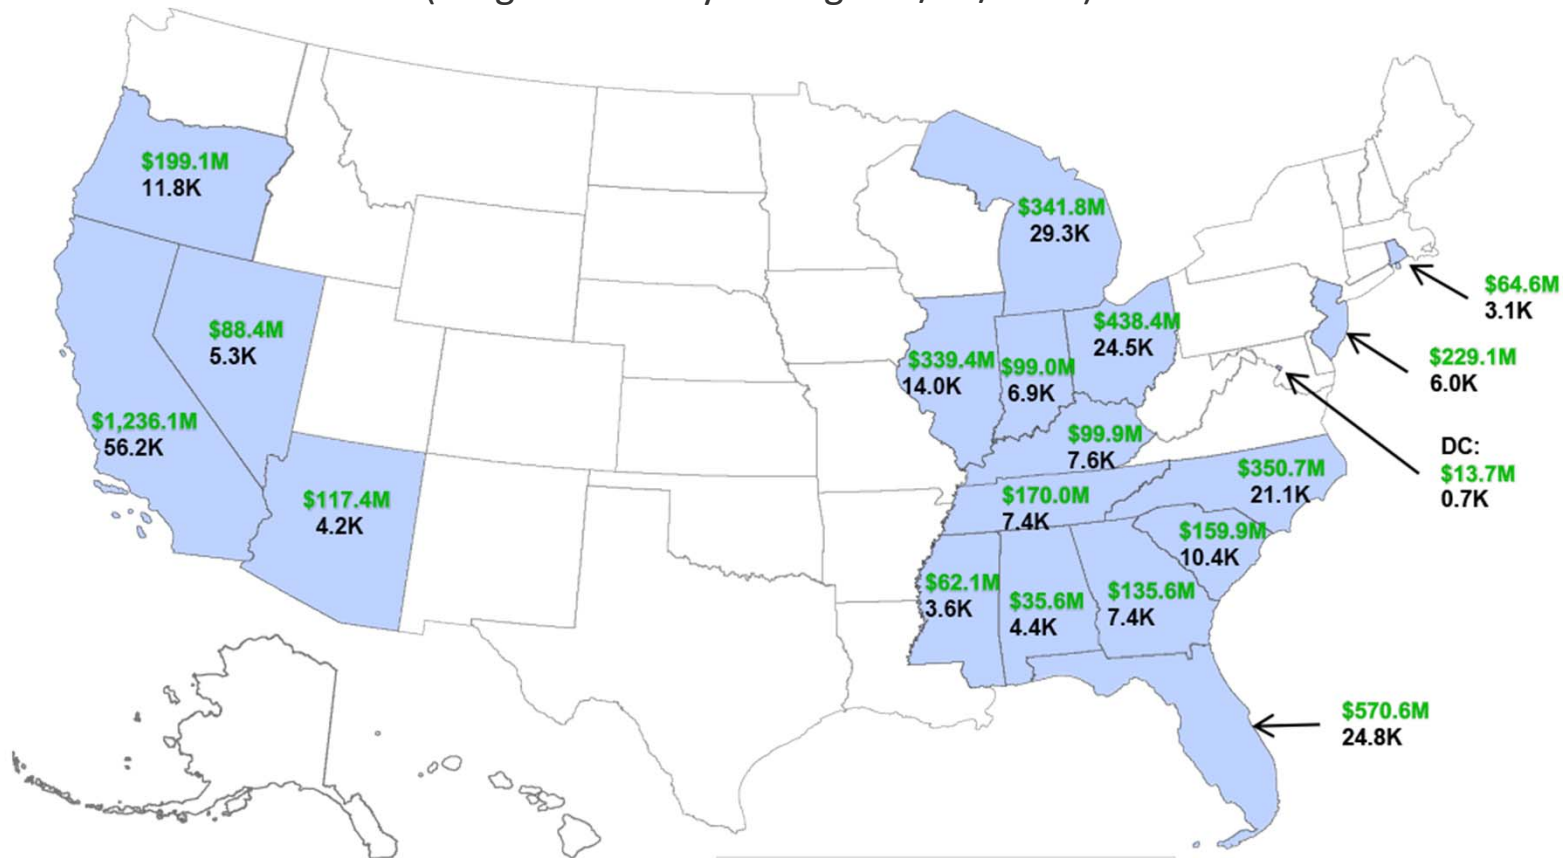 $199.1M
11.8K
$341.8M
29.3K
$64.6M
3.1K
$88.4M
5.3K
$438.4M
24.5K
$339.4M
14.0K
$99.0M
6.9K
$229.1M
6.0K
$1,236.1M
56.2K
$99.9M
7.6K
DC:
$13.7M
0.7K
$350.7M
21.1K
$117.4M
4.2K
$170.0M
7.4K
$159.9M
10.4K
$62.1M
3.6K
$35.6M
4.4K
$135.6M
7.4K
$570.6M
24.8K